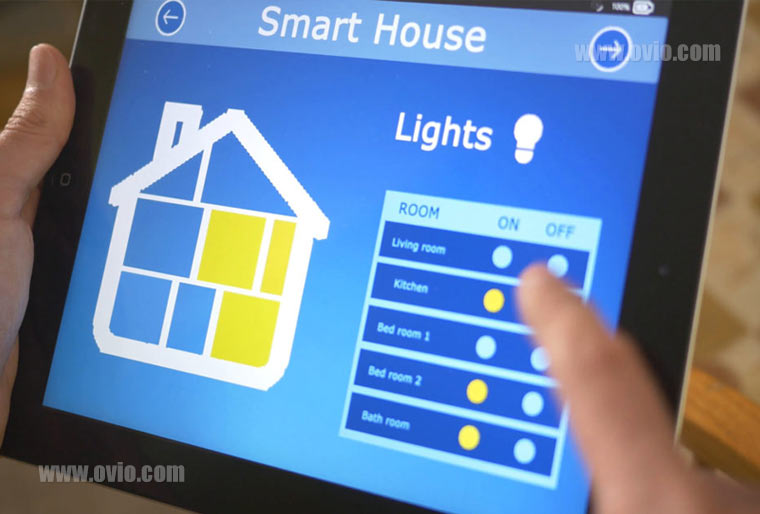 100%
Smart House
www.ovio.com
Lights
ROOM ON OFF
Living room
Kitchen
Bed room 1
Bed room 2
Bath room
www.ovio.com